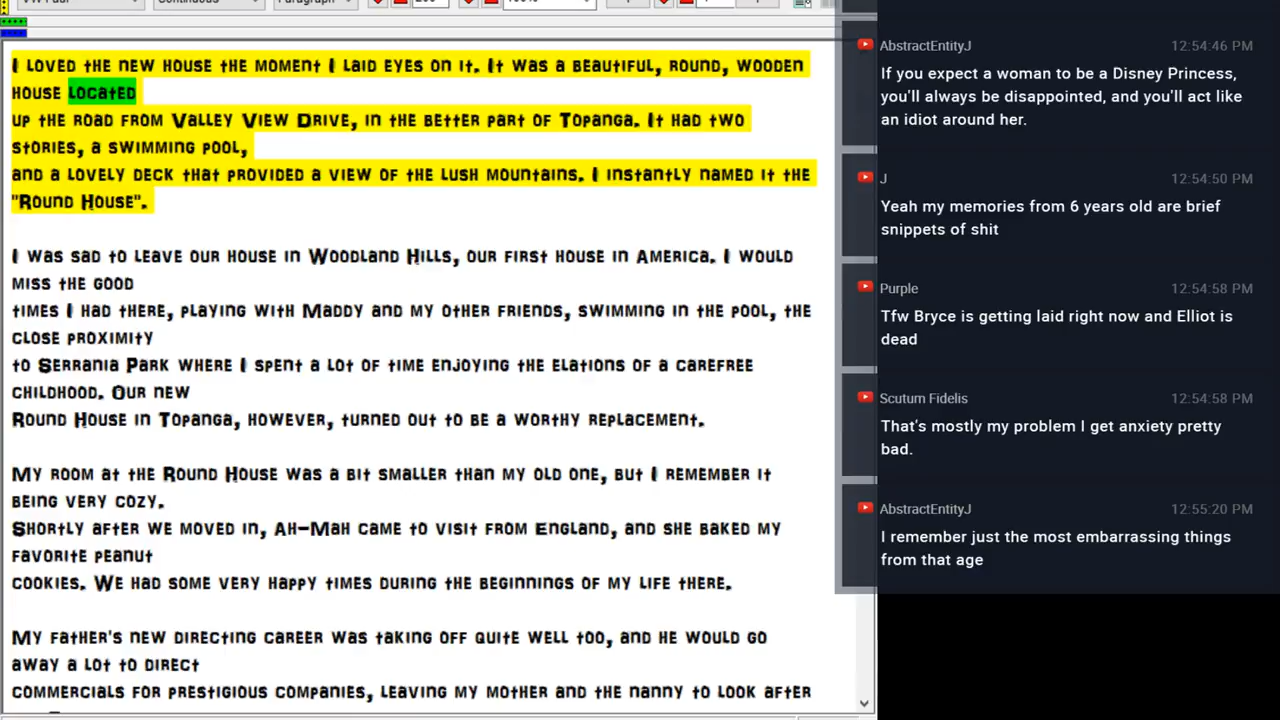 I loved the new house the moment I laid eyes on it. It was a beautiful, round, wooden
house located
up the road from Valley View Drive, in the better part of Topanga. It had two
stories, a swimming pool,
and a lovely deck that provided a view of the lush mountains. I instantly named it the
"Round House".
I was sad to leave our house in Woodland Hills, our first house in America. I would
miss the good
times I had there, playing with Maddy and my other friends, swimming in the pool, the
close proximity
to Serrania Park where I spent a lot of time enjoying the elations of a carefree
childhood. Our new
Round House in Topanga, however, turned out to be a worthy replacement.
My room at the Round House was a bit smaller than my old one, but I remember it
being very cozy.
Shortly after we moved in, Ah-Mah came to visit from England, and she baked my
favorite peanut
cookies. We had some very happy times during the beginnings of my life there.
My father's new directing career was taking off quite well too, and he would go
away a lot to direct
commercials for prestigious companies, leaving my mother and the nanny to look after
AbstractEntityJ 12:54:46 PM
If you expect a woman to be a Disney Princess,
you'll always be disappointed, and you'll act like
an idiot around her.
J 12:54:50 PM
Yeah my memories from 6 years old are brief
snippets of shit
Purple 12:54:58 PM
Tfw Bryce is getting laid right now and Elliot is
dead
Scutum Fidelis 12:54:58 PM
That's mostly my problem I get anxiety pretty
bad.
AbstractEntityJ 12:55:20 PM
I remember just the most embarrassing things
from that age